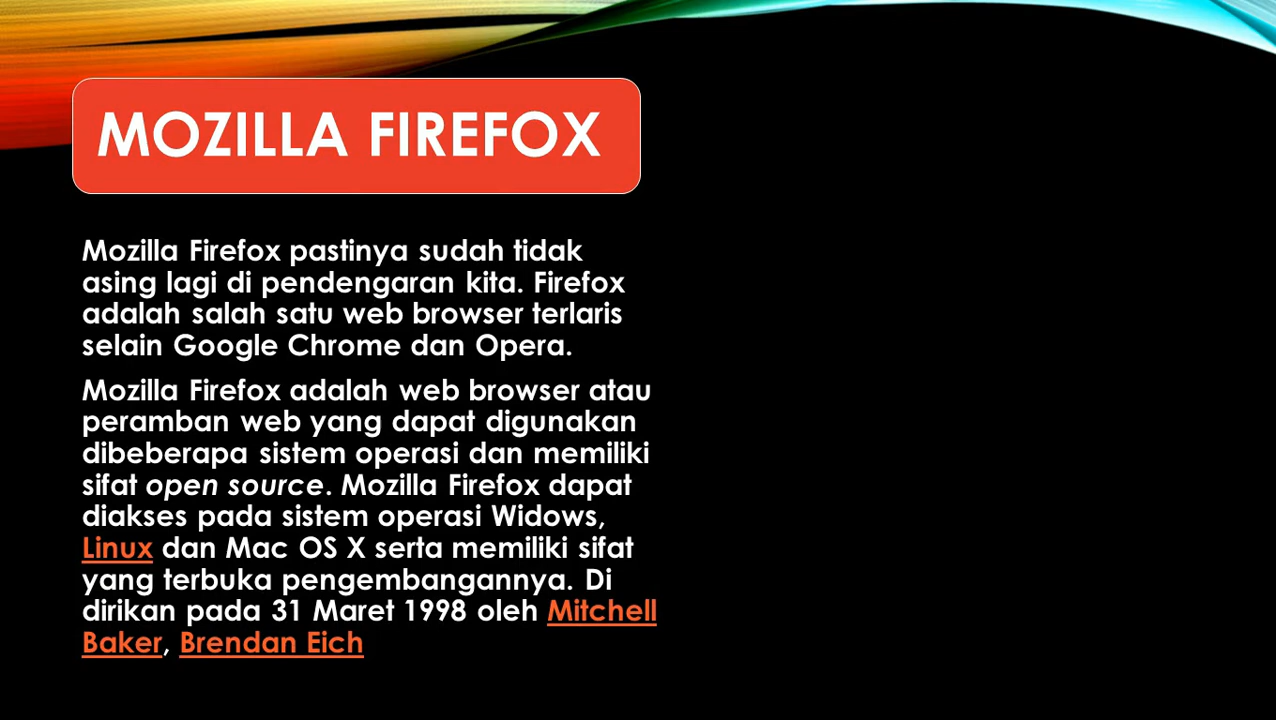 MOZILLA FIREFOX
Mozilla Firefox pastinya sudah tidak
asing lagi di pendengaran kita. Firefox
adalah salah satu web browser terlaris
selain Google Chrome dan Opera.
Mozilla Firefox adalah web browser atau
peramban web yang dapat digunakan
dibeberapa sistem operasi dan memiliki
sifat open source. Mozilla Firefox dapat
diakses pada sistem operasi Widows,
Linux dan Mac OS X serta memiliki sifat
yang terbuka pengembangannya. Di
dirikan pada 31 Maret 1998 oleh Mitchell
Baker, Brendan Eich